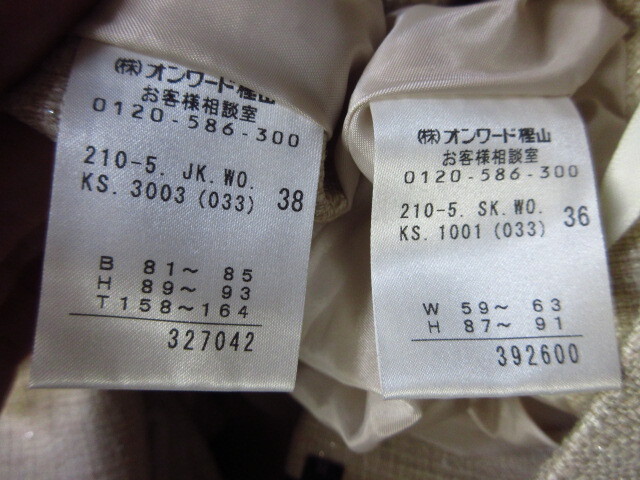 (株)オンワード樫山
お客様相談室
0120-586-300
210-5. JK.WO.
KS.3003(033) 38
B 81～ 85
H 89～ 93
T158～164
327042
(株)オンワード樫山
お客様相談室
0120-586-300
210-5. SK.WO.
KS.1001(033) 36
W 59～ 63
H 87～ 91
392600